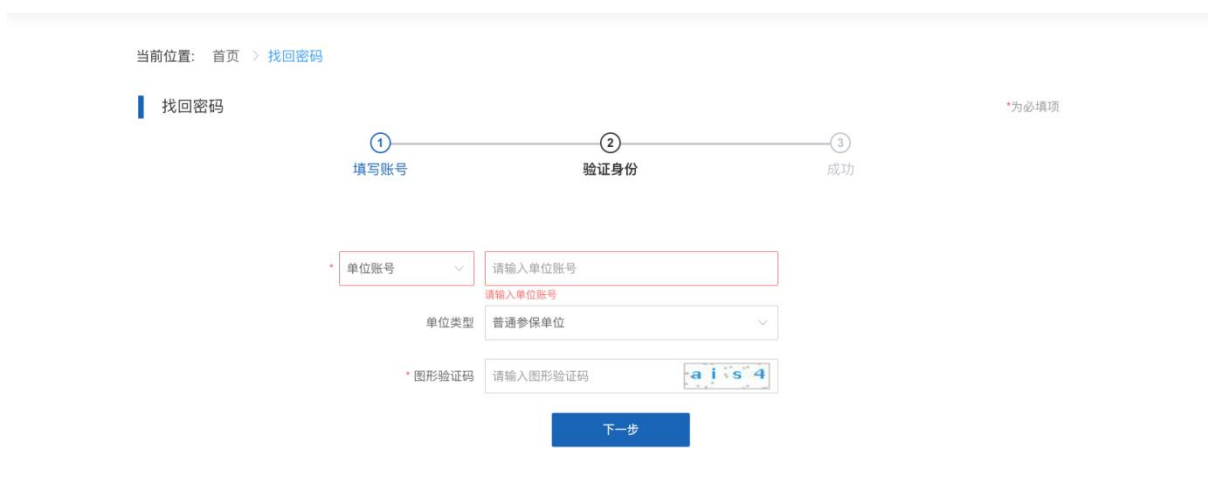 当前位置: 首页 > 找回密码
找回密码
*为必填项
1
2
3
填写账号
验证身份
成功
* 单位账号 请输入单位账号
请输入单位账号
单位类型 普通参保单位
* 图形验证码 请输入图形验证码 ais4
下一步